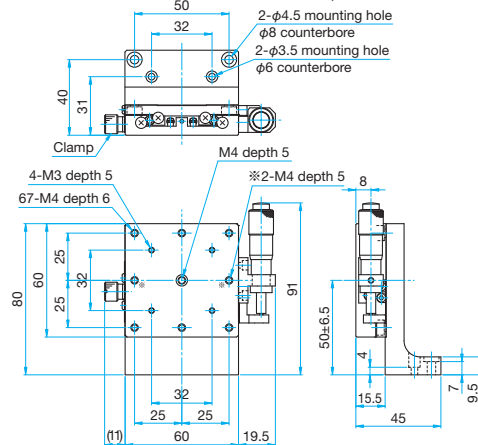 50
32
2-φ4.5 mounting hole
φ8 counterbore
2-φ3.5 mounting hole
φ6 counterbore
40
31
Clamp
M4 depth 5
4-M3 depth 5
※2-M4 depth 5
67-M4 depth 6
8
80
60
25
32
25
※
※
91
50±6.5
4
32
25
25
(11)
60
19.5
15.5
45
7
9.5